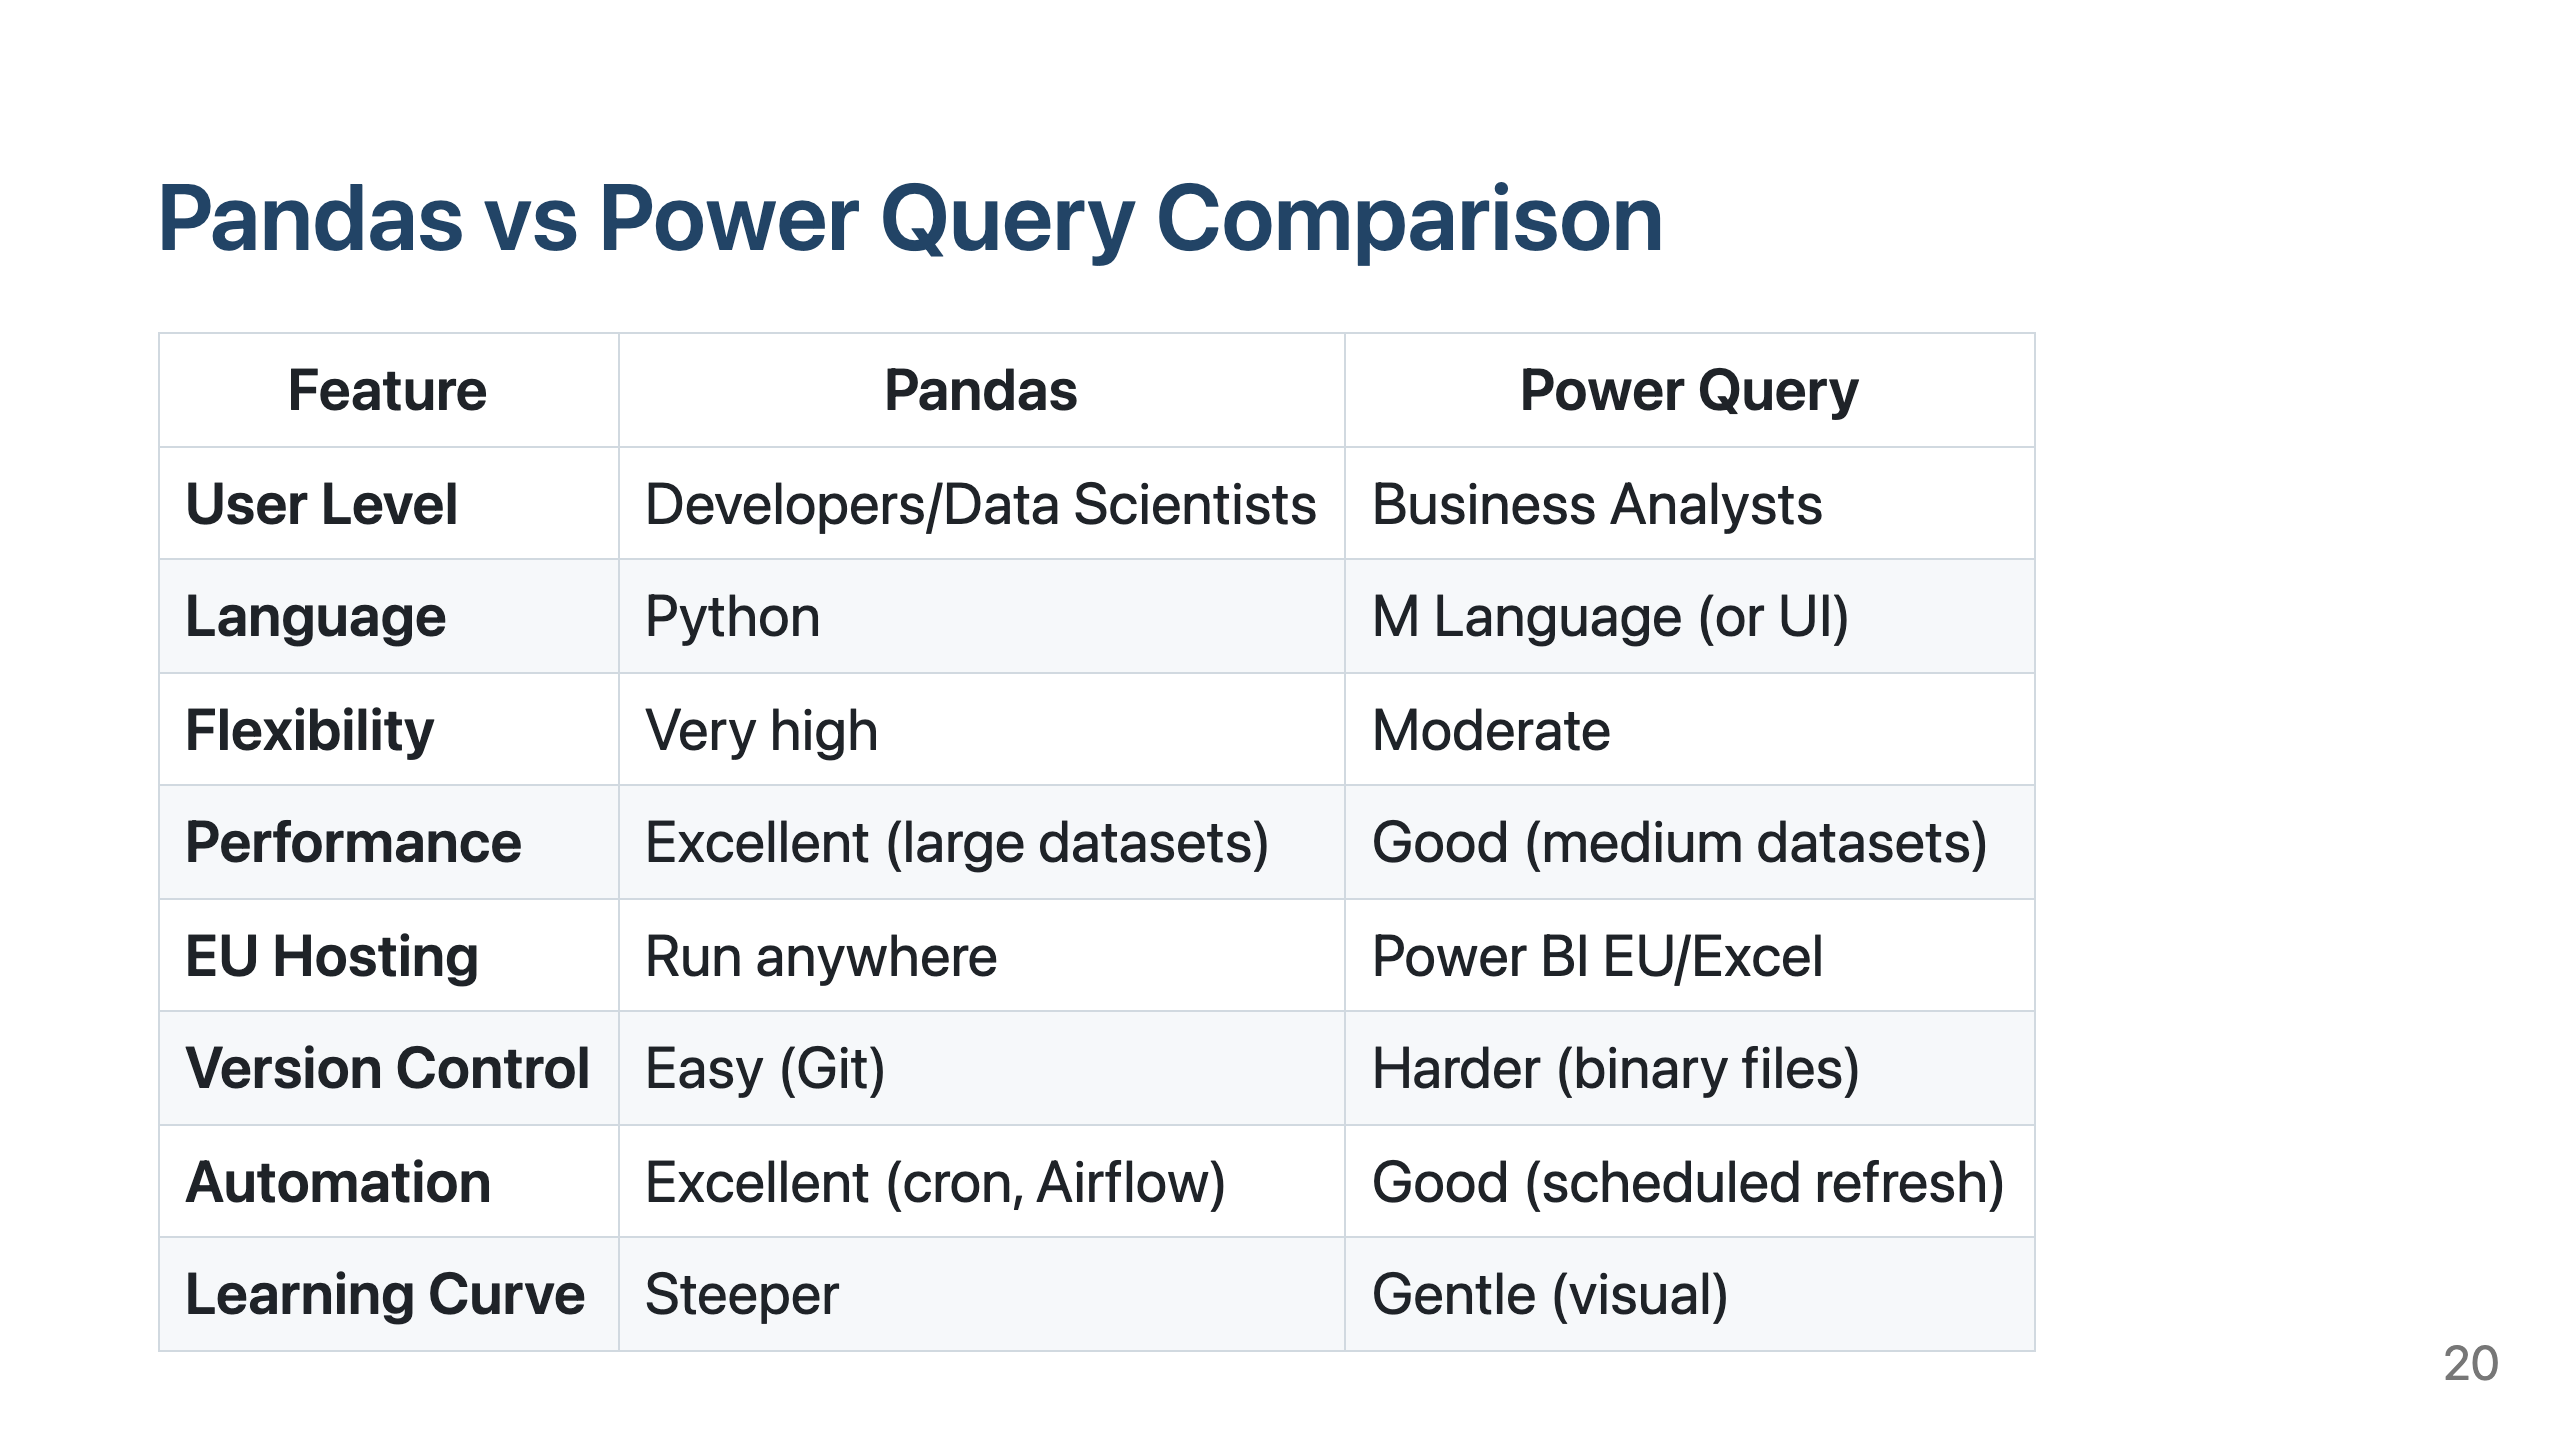 Pandas vs Power Query Comparison
Feature Pandas Power Query
User Level Developers/Data Scientists Business Analysts
Language Python M Language (or UI)
Flexibility Very high Moderate
Performance Excellent (large datasets) Good (medium datasets)
EU Hosting Run anywhere Power BI EU/Excel
Version Control Easy (Git) Harder (binary files)
Automation Excellent (cron, Airflow) Good (scheduled refresh)
Learning Curve Steeper Gentle (visual)
20